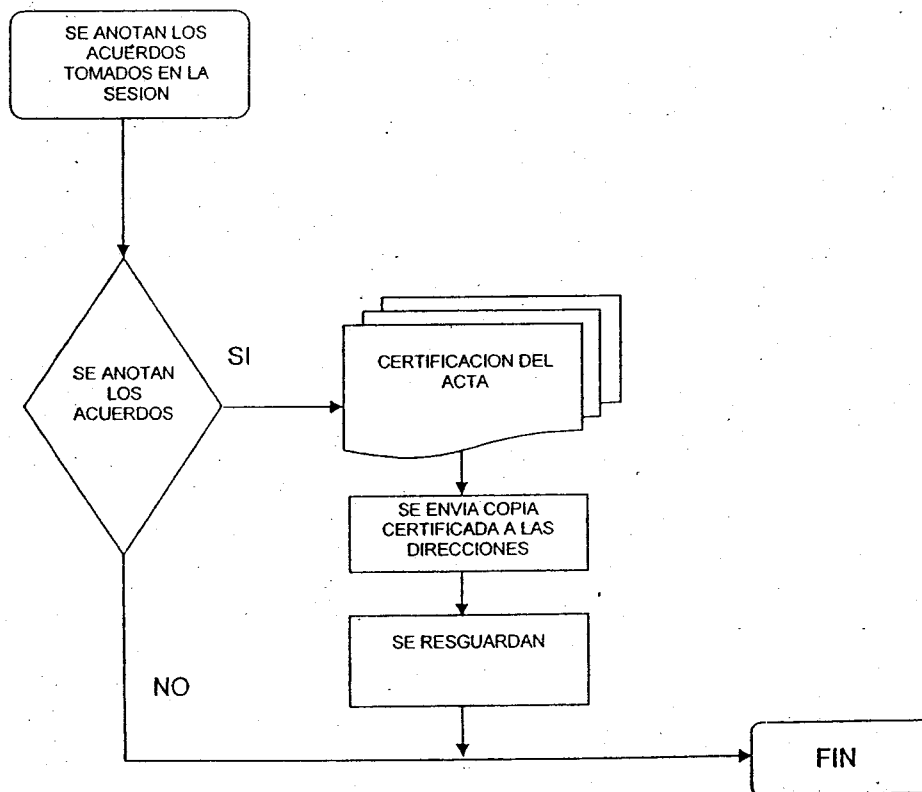 SE ANOTAN LOS
ACUERDOS
TOMADOS EN LA
SESION
SE ANOTAN
LOS
ACUERDOS
SI
CERTIFICACION DEL
ACTA
SE ENVIA COPIA
CERTIFICADA A LAS
DIRECCIONES
SE RESGUARDAN
NO
FIN